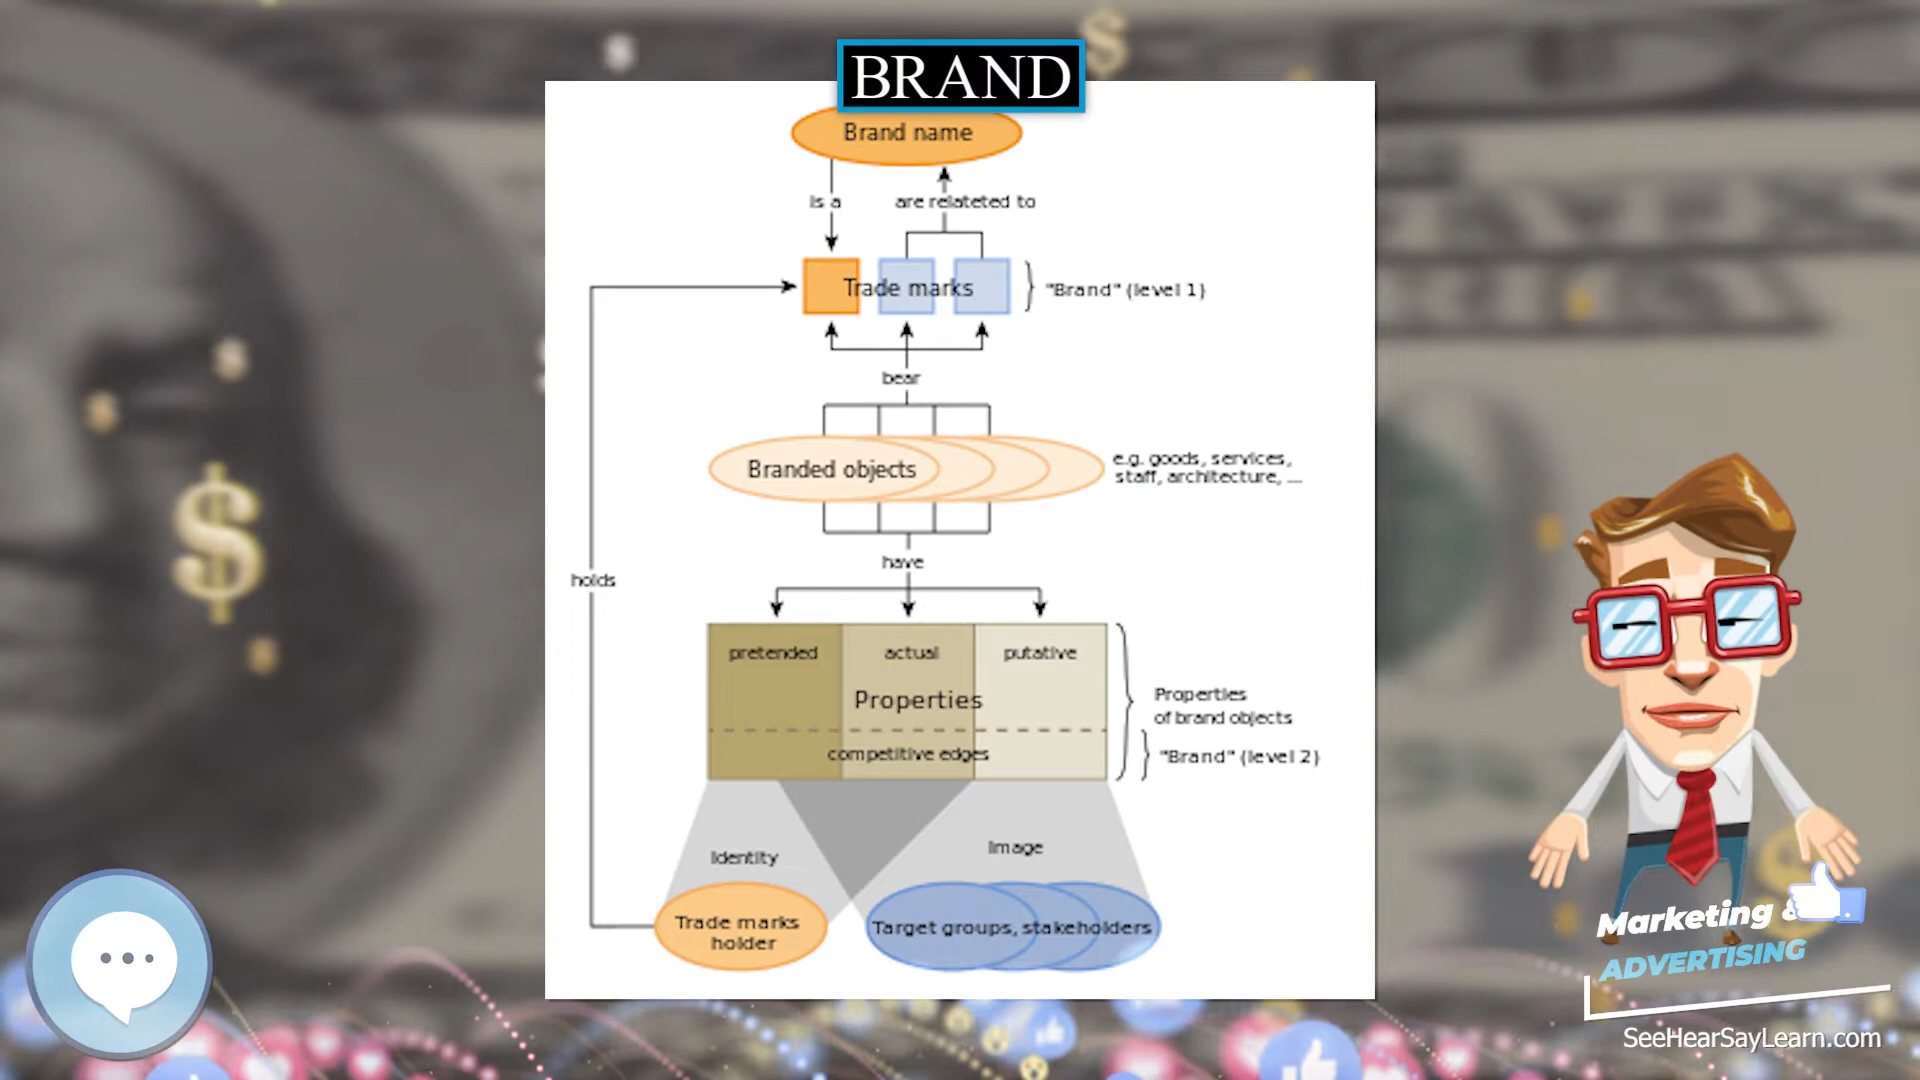 BRAND
Brand name
is a
are relateted to
Trade marks
"Brand" (level 1)
bear
Branded objects
e.g. goods, services,
staff, architecture, ...
have
holds
pretended
actual
putative
Properties
competitive edges
Properties
of brand objects
"Brand" (level 2)
Identity
Image
Trade marks
holder
Target groups, stakeholders
Marketing &
ADVERTISING
SeeHearSayLearn.com